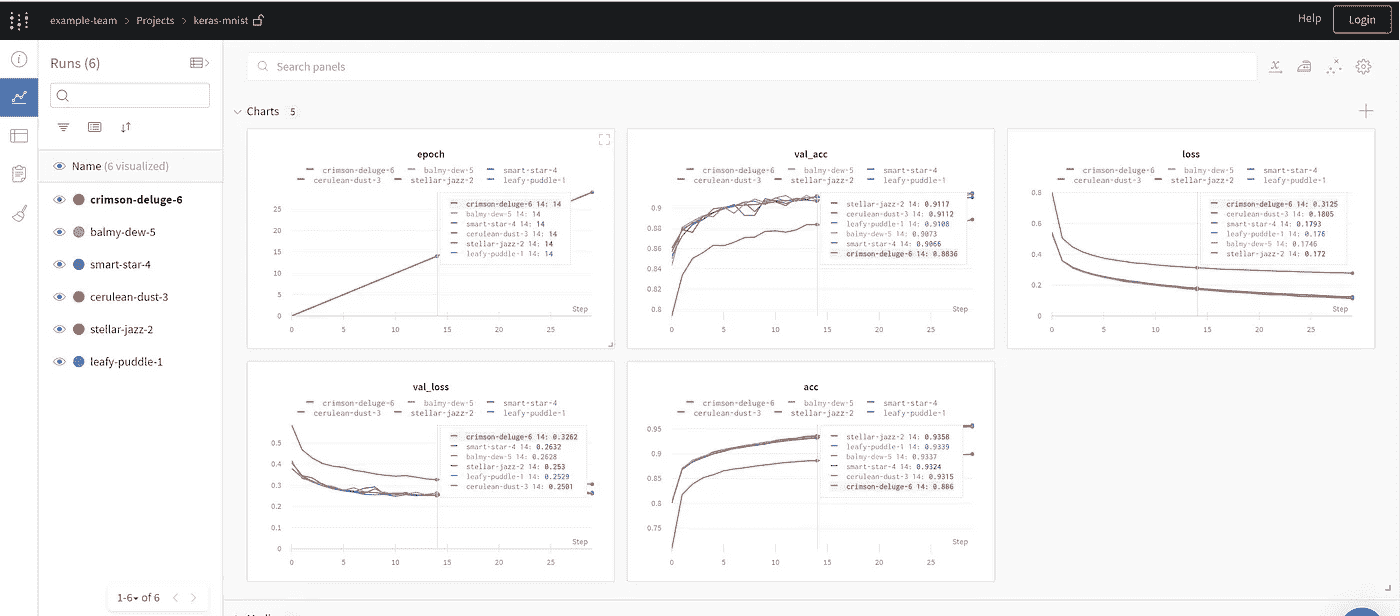 example-team > Projects > keras-mnist
Help
Login
Runs (6)
Name (6 visualized)
crimson-deluge-6
balmy-dew-5
smart-star-4
cerulean-dust-3
stellar-jazz-2
leafy-puddle-1
1-6 of 6
Search panels
Charts 5
epoch
crimson-deluge-6 balmy-dew-5 smart-star-4
cerulean-dust-3 stellar-jazz-2 leafy-puddle-1
crimson-deluge-6 14: 14
balmy-dew-5 14: 14
smart-star-4 14: 14
cerulean-dust-3 14: 14
stellar-jazz-2 14: 14
leafy-puddle-1 14: 14
25
20
15
10
5
0
Step
0 5 10 15 20 25
val_acc
crimson-deluge-6 balmy-dew-5 smart-star-4
cerulean-dust-3 stellar-jazz-2 leafy-puddle-1
stellar-jazz-2 14: 0.9117
cerulean-dust-3 14: 0.9112
leafy-puddle-1 14: 0.9108
balmy-dew-5 14: 0.9073
smart-star-4 14: 0.9066
crimson-deluge-6 14: 0.8836
0.9
0.88
0.86
0.84
0.82
0.8
Step
0 5 10 15 20 25
loss
crimson-deluge-6 balmy-dew-5 smart-star-4
cerulean-dust-3 stellar-jazz-2 leafy-puddle-1
crimson-deluge-6 14: 0.3125
cerulean-dust-3 14: 0.1805
smart-star-4 14: 0.1793
leafy-puddle-1 14: 0.176
balmy-dew-5 14: 0.1746
stellar-jazz-2 14: 0.172
0.8
0.6
0.4
0.2
0
Step
0 5 10 15 20 25
val_loss
crimson-deluge-6 balmy-dew-5 smart-star-4
cerulean-dust-3 stellar-jazz-2 leafy-puddle-1
crimson-deluge-6 14: 0.3262
smart-star-4 14: 0.2632
balmy-dew-5 14: 0.2628
stellar-jazz-2 14: 0.253
leafy-puddle-1 14: 0.2529
cerulean-dust-3 14: 0.2501
0.5
0.4
0.3
0.2
0.1
0
Step
0 5 10 15 20 25
acc
crimson-deluge-6 balmy-dew-5 smart-star-4
cerulean-dust-3 stellar-jazz-2 leafy-puddle-1
stellar-jazz-2 14: 0.9358
leafy-puddle-1 14: 0.9339
balmy-dew-5 14: 0.9337
smart-star-4 14: 0.9324
cerulean-dust-3 14: 0.9315
crimson-deluge-6 14: 0.886
0.95
0.9
0.85
0.8
0.75
Step
0 5 10 15 20 25